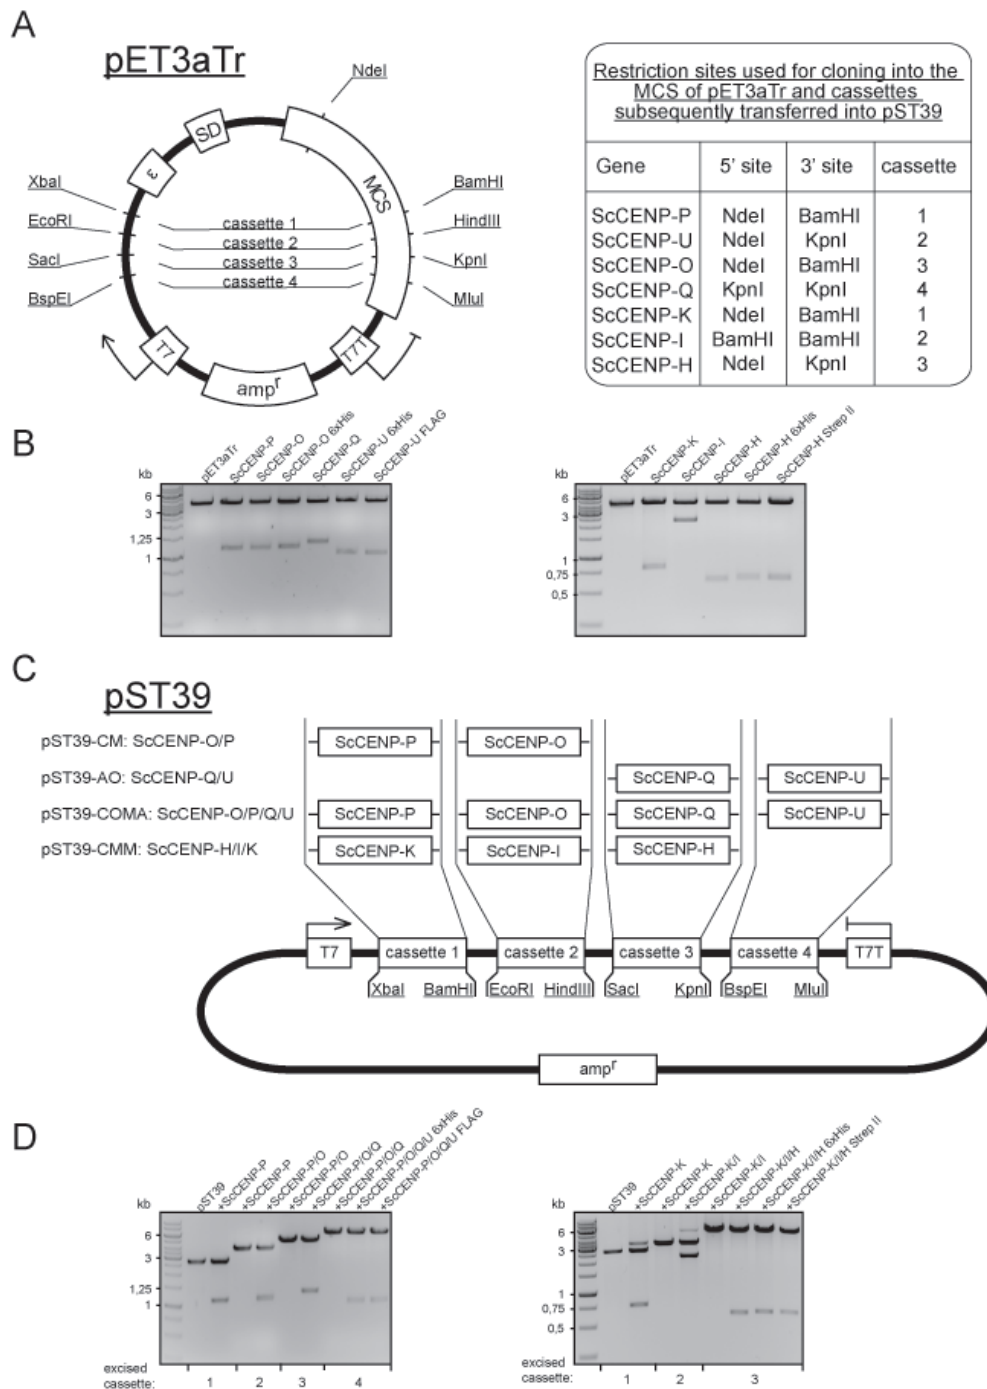 A
pET3aTr
NdeI
SD
3
MCS
XbaI
EcoRI
SacI
BspEI
BamHI
HindIII
KpnI
MluI
cassette 1
cassette 2
cassette 3
cassette 4
T7
ampr
T7T
Restriction sites used for cloning into the
MCS of pET3aTr and cassettes
subsequently transferred into pST39
Gene 5' site 3' site cassette
ScCENP-P NdeI BamHI 1
ScCENP-U NdeI KpnI 2
ScCENP-O NdeI BamHI 3
ScCENP-Q KpnI KpnI 4
ScCENP-K NdeI BamHI 1
ScCENP-I BamHI BamHI 2
ScCENP-H NdeI KpnI 3
B
kb
pET3aTr
ScCENP-P
ScCENP-O
ScCENP-O 6xHis
ScCENP-Q
ScCENP-U 6xHis
ScCENP-U FLAG
6
3
1,25
1
kb
pET3aTr
ScCENP-K
ScCENP-I
ScCENP-H
ScCENP-H 6xHis
ScCENP-H Strep II
6
3
1
0,75
0,5
C
pST39
pST39-CM: ScCENP-O/P
ScCENP-P ScCENP-O
pST39-AO: ScCENP-Q/U
ScCENP-Q ScCENP-U
pST39-COMA: ScCENP-O/P/Q/U
ScCENP-P ScCENP-O ScCENP-Q ScCENP-U
pST39-CMM: ScCENP-H/I/K
ScCENP-K ScCENP-I ScCENP-H
T7 cassette 1 cassette 2 cassette 3 cassette 4 T7T
XbaI BamHI EcoRI HindIII SacI KpnI BspEI MluI
ampr
D
kb
pST39
+ScCENP-P
+ScCENP-P
+ScCENP-P/O
+ScCENP-P/O
+ScCENP-P/O/Q
+ScCENP-P/O/Q
+ScCENP-P/O/Q/U 6xHis
+ScCENP-P/O/Q/U FLAG
6
3
1,25
1
excised
cassette: 1 2 3 4
kb
pST39
+ScCENP-K
+ScCENP-K
+ScCENP-K/I
+ScCENP-K/I
+ScCENP-K/I/H
+ScCENP-K/I/H 6xHis
+ScCENP-K/I/H Strep II
6
3
1
0,75
0,5
excised
cassette: 1 2 3